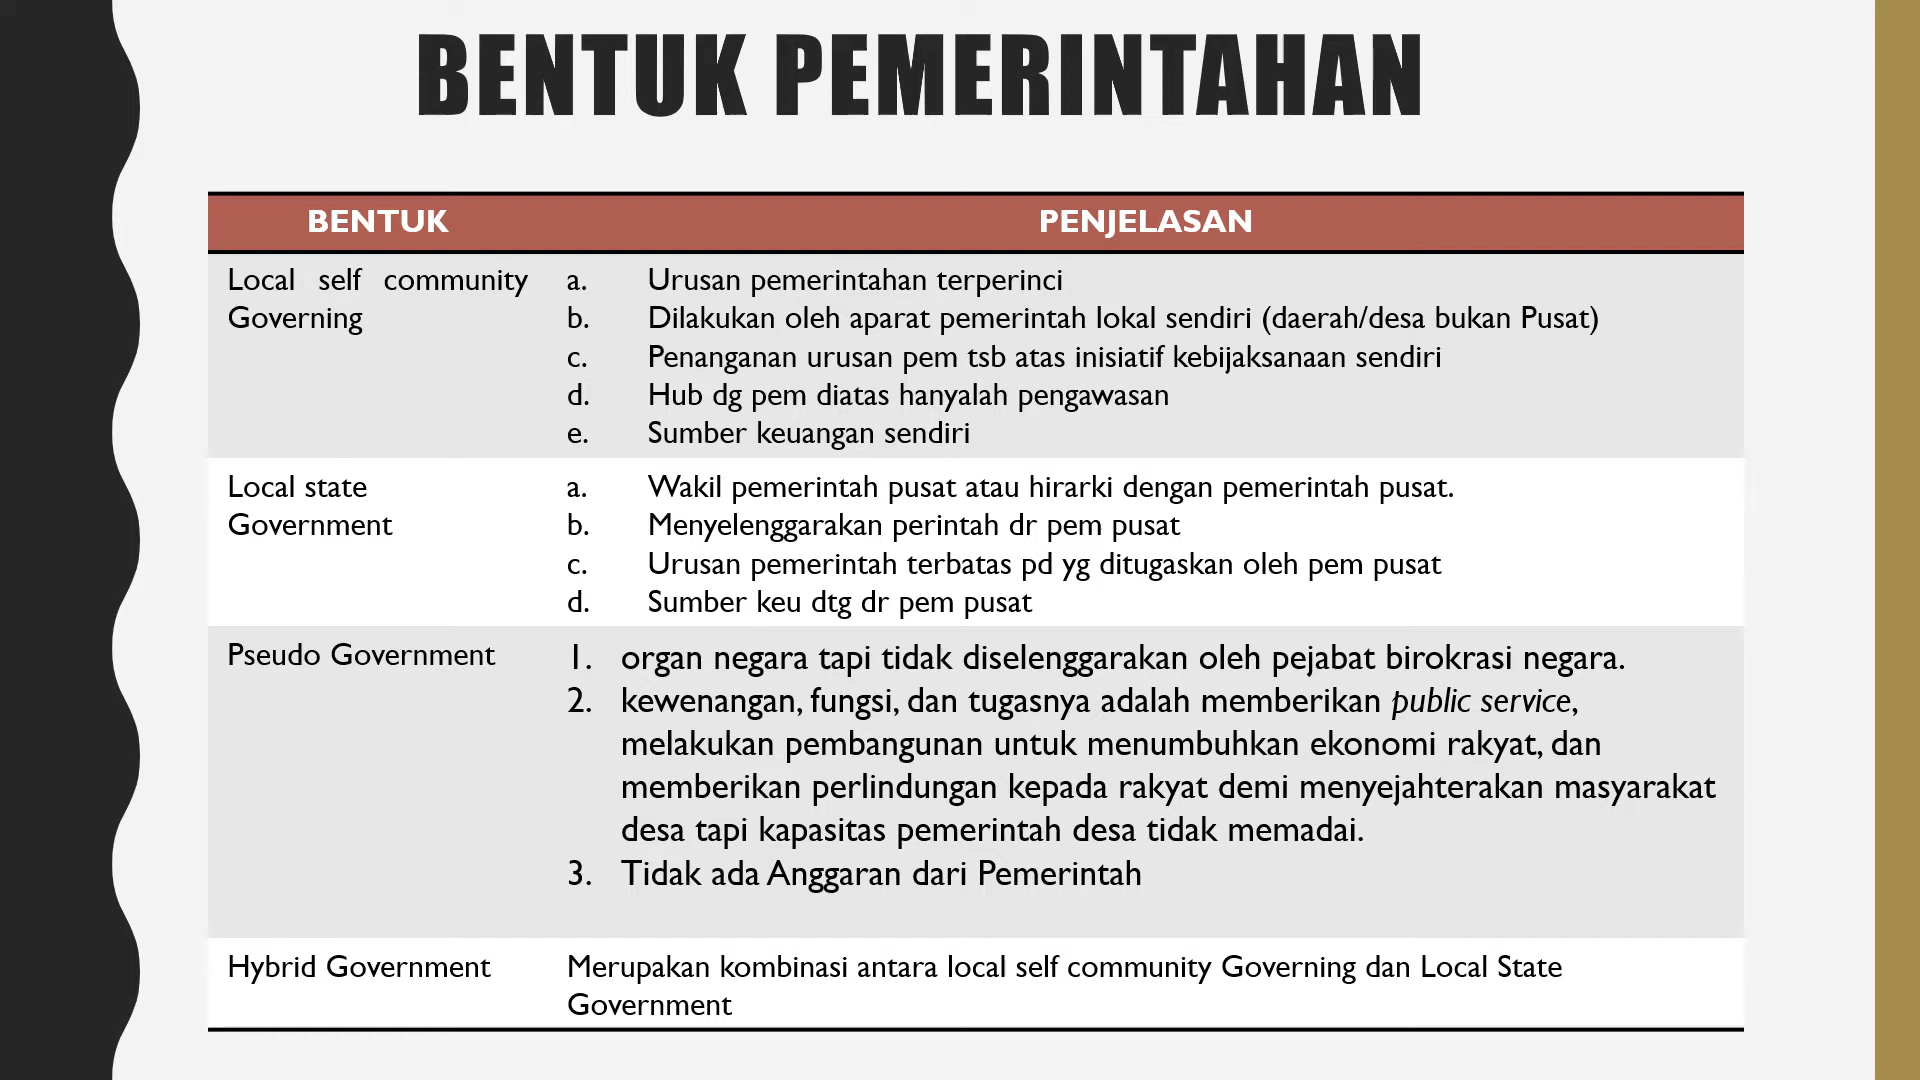 BENTUK PEMERINTAHAN
BENTUK PENJELASAN
Local self community Governing
a. Urusan pemerintahan terperinci
b. Dilakukan oleh aparat pemerintah lokal sendiri (daerah/desa bukan Pusat)
c. Penanganan urusan pem tsb atas inisiatif kebijaksanaan sendiri
d. Hub dg pem diatas hanyalah pengawasan
e. Sumber keuangan sendiri
Local state
Government
a. Wakil pemerintah pusat atau hirarki dengan pemerintah pusat.
b. Menyelenggarakan perintah dr pem pusat
c. Urusan pemerintah terbatas pd yg ditugaskan oleh pem pusat
d. Sumber keu dtg dr pem pusat
Pseudo Government
1. organ negara tapi tidak diselenggarakan oleh pejabat birokrasi negara.
2. kewenangan, fungsi, dan tugasnya adalah memberikan public service,
melakukan pembangunan untuk menumbuhkan ekonomi rakyat, dan
memberikan perlindungan kepada rakyat demi menyejahterakan masyarakat
desa tapi kapasitas pemerintah desa tidak memadai.
3. Tidak ada Anggaran dari Pemerintah
Hybrid Government
Merupakan kombinasi antara local self community Governing dan Local State
Government